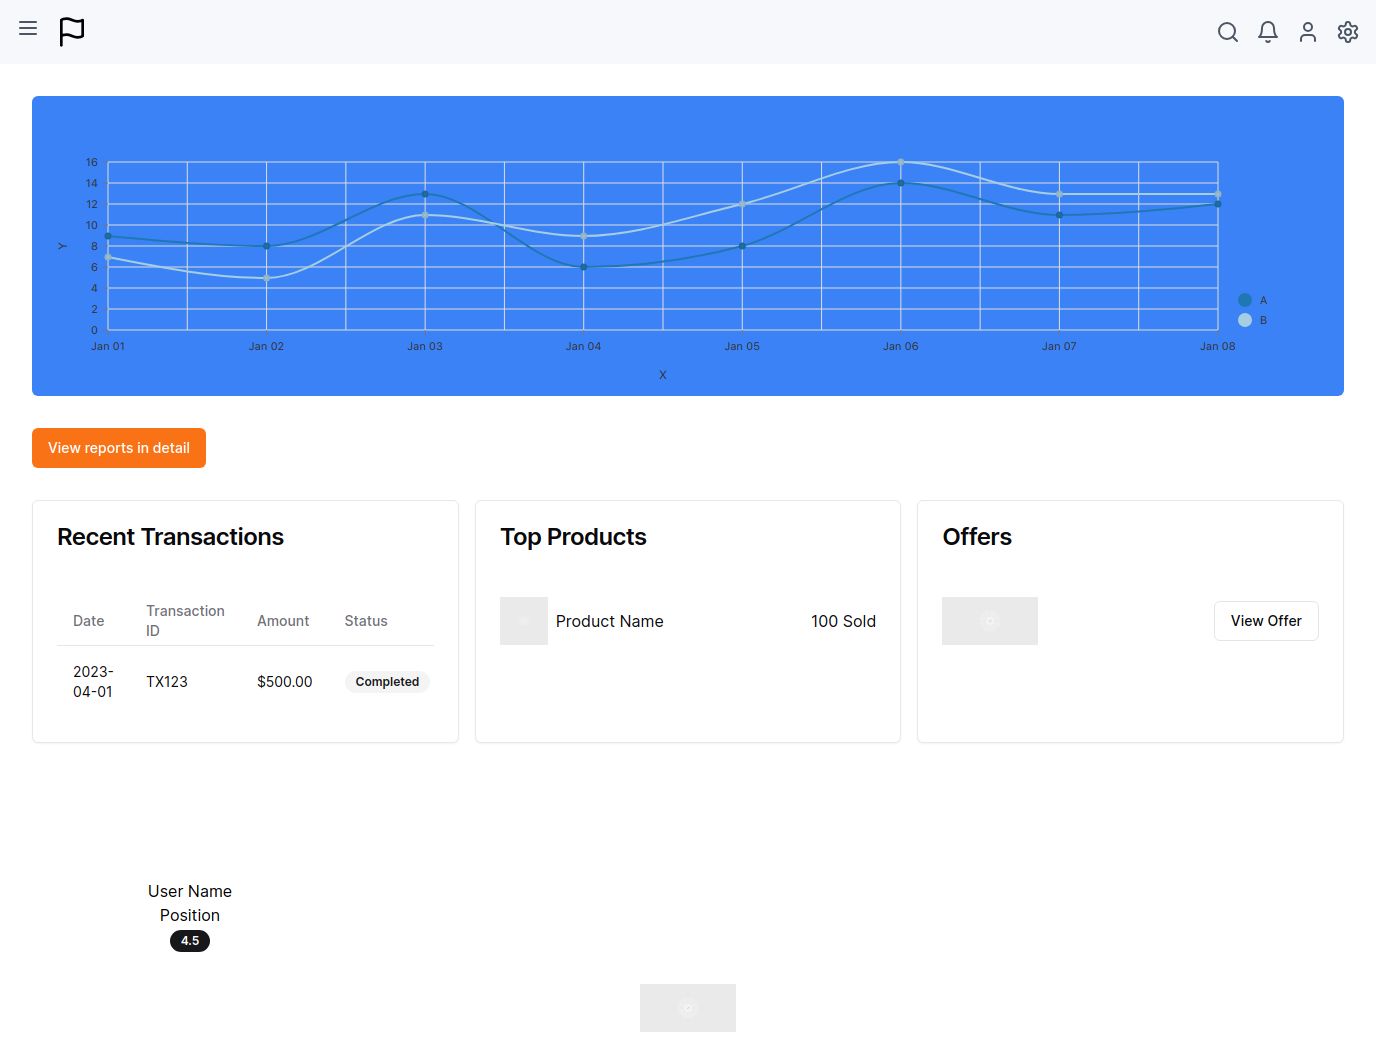 16
14
12
10
8
6
4
2
0
Y
Jan 01 Jan 02 Jan 03 Jan 04 Jan 05 Jan 06 Jan 07 Jan 08
X
A
B
View reports in detail
Recent Transactions
Date Transaction ID Amount Status
2023-04-01 TX123 $500.00 Completed
Top Products
Product Name 100 Sold
Offers
View Offer
User Name
Position
4.5